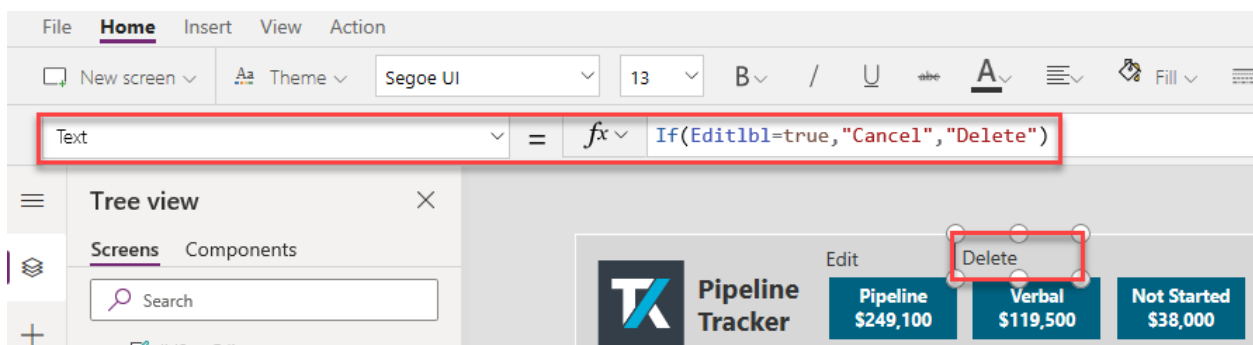 File Home Insert View Action
New screen Aa Theme Segoe UI 13 B / U abc A Fill
Text = fx If(Editlbl=true,"Cancel","Delete")
Tree view
Screens Components
Search
Edit Delete
Pipeline Tracker
Pipeline $249,100
Verbal $119,500
Not Started $38,000